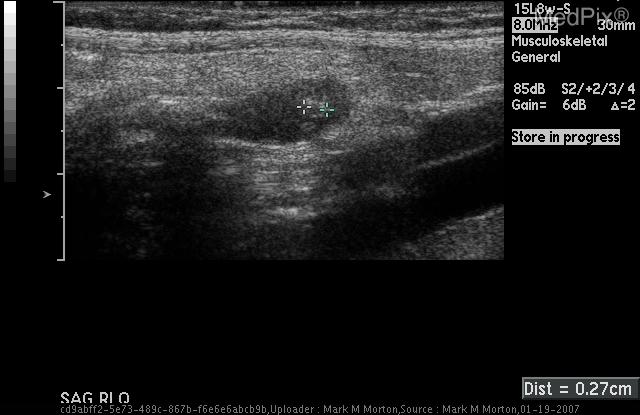 15L8w-S
MedPix®
8.0MHz 30mm
Musculoskeletal
General
85dB S2/+2/3/4
Gain= 6dB Δ=2
Store in progress
Dist = 0.27cm
SAG RLQ
cd9abff2-5e73-489c-867b-f6e6e6abcb9b,Uploader : Mark M Morton,Source : Mark M Morton,01-19-2007